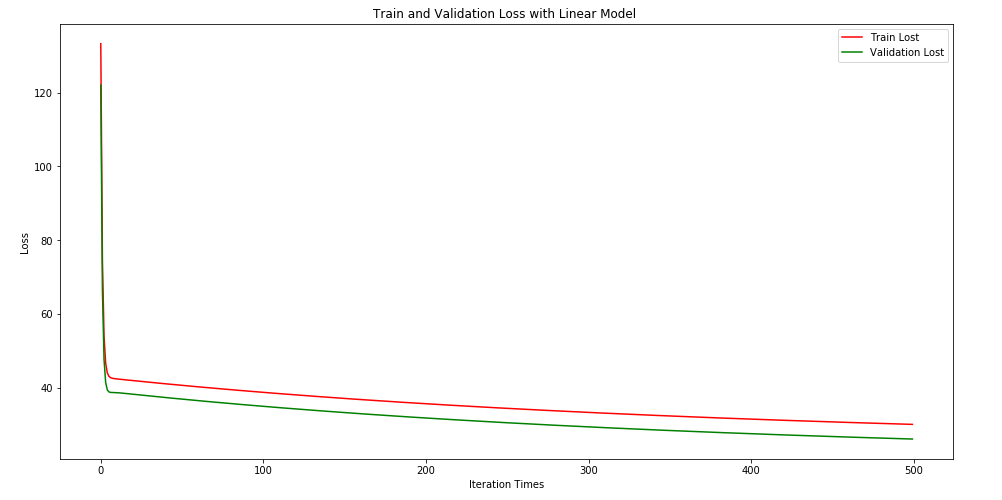 Train and Validation Loss with Linear Model
Train Lost
Validation Lost
120
100
80
60
40
Loss
0
100
200
300
400
500
Iteration Times